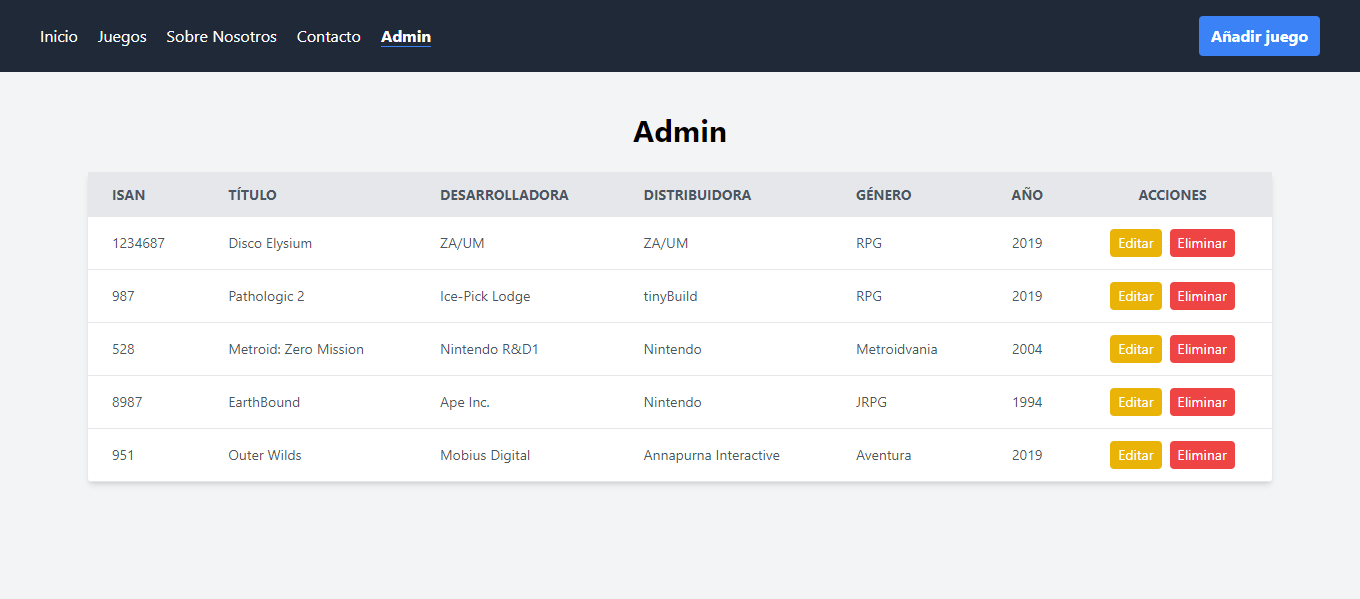 Inicio Juegos Sobre Nosotros Contacto Admin Añadir juego
Admin
ISAN TÍTULO DESARROLLADORA DISTRIBUIDORA GÉNERO AÑO ACCIONES
1234687 Disco Elysium ZA/UM ZA/UM RPG 2019 Editar Eliminar
987 Pathologic 2 Ice-Pick Lodge tinyBuild RPG 2019 Editar Eliminar
528 Metroid: Zero Mission Nintendo R&D1 Nintendo Metroidvania 2004 Editar Eliminar
8987 EarthBound Ape Inc. Nintendo JRPG 1994 Editar Eliminar
951 Outer Wilds Mobius Digital Annapurna Interactive Aventura 2019 Editar Eliminar